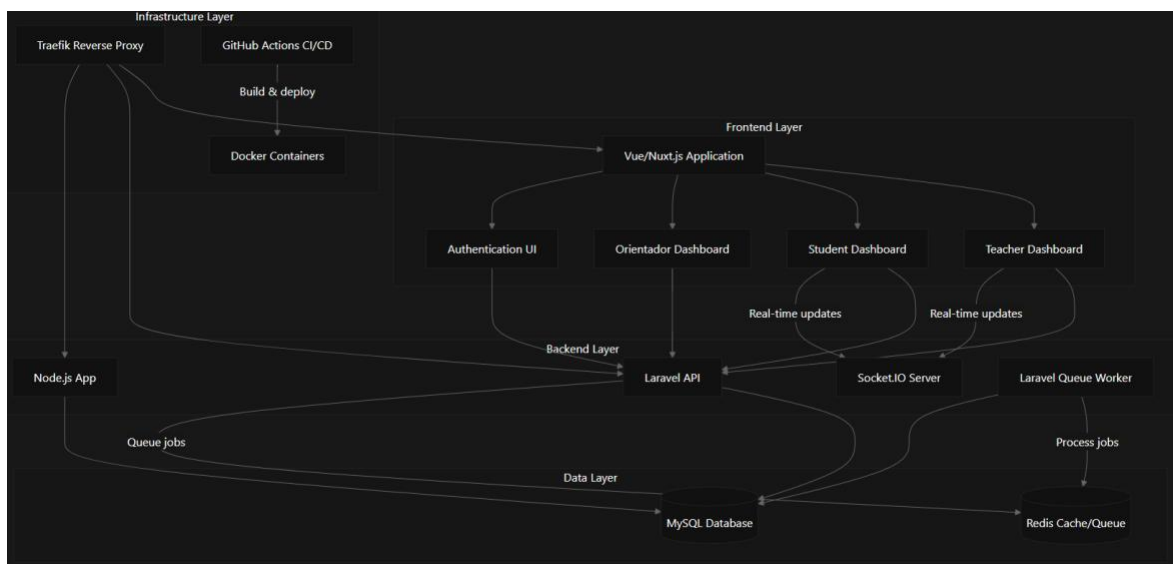 Infrastructure Layer
Traefik Reverse Proxy
GitHub Actions CI/CD
Build & deploy
Docker Containers
Frontend Layer
Vue/Nuxt.js Application
Authentication UI
Orientador Dashboard
Student Dashboard
Teacher Dashboard
Real-time updates
Real-time updates
Backend Layer
Node.js App
Laravel API
Socket.IO Server
Laravel Queue Worker
Queue jobs
Process jobs
Data Layer
MySQL Database
Redis Cache/Queue